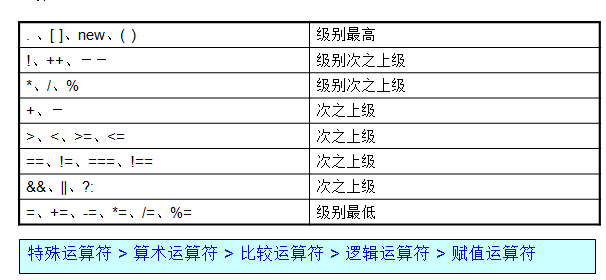 . 、[ ]、new、( ) 级别最高
!、++、－－ 级别次之上级
*、/、% 级别次之上级
+、－ 次之上级
>、<、>=、<= 次之上级
==、!=、===、!== 次之上级
&&、||、?: 次之上级
=、+=、-=、*=、/=、%= 级别最低
特殊运算符 > 算术运算符 > 比较运算符 > 逻辑运算符 > 赋值运算符